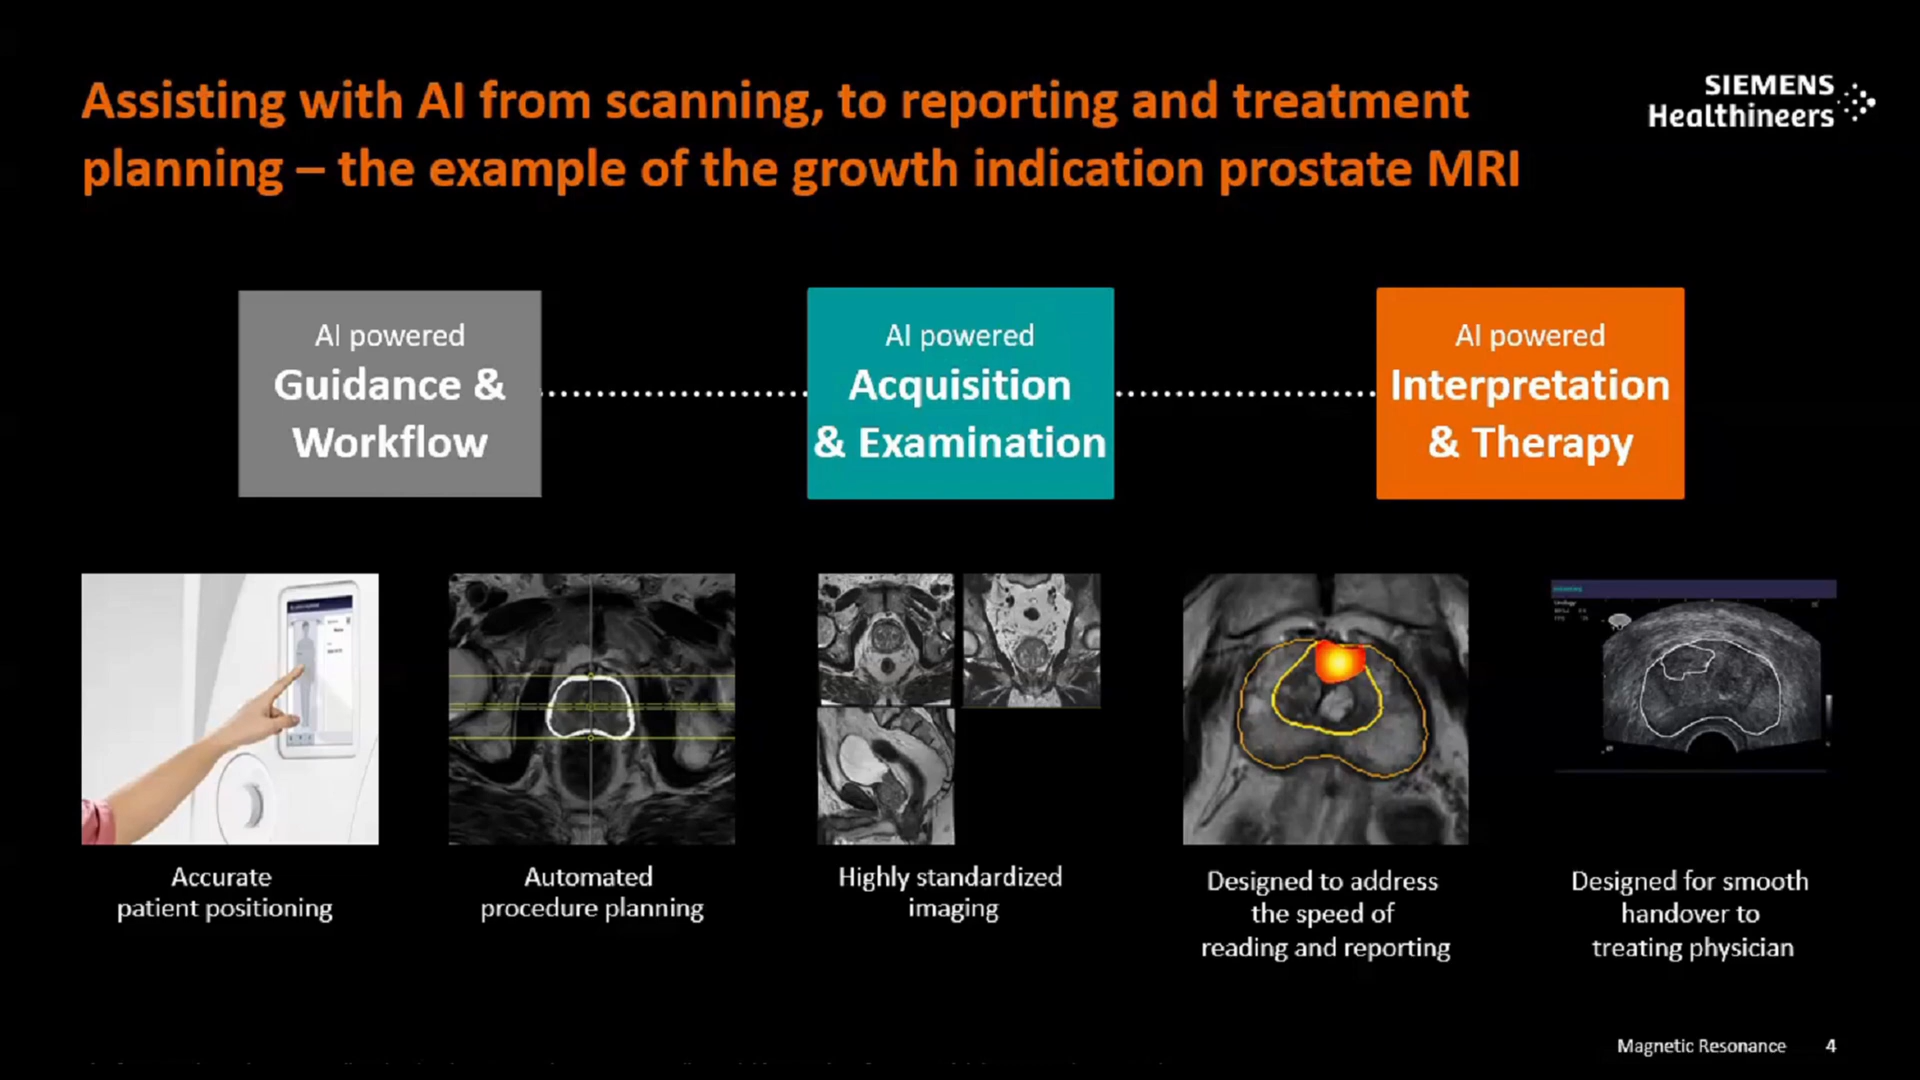 Assisting with AI from scanning, to reporting and treatment
planning – the example of the growth indication prostate MRI
SIEMENS
Healthineers
AI powered
Guidance &
Workflow
AI powered
Acquisition
& Examination
AI powered
Interpretation
& Therapy
Accurate
patient positioning
Automated
procedure planning
Highly standardized
imaging
Designed to address
the speed of
reading and reporting
Designed for smooth
handover to
treating physician
Magnetic Resonance 4